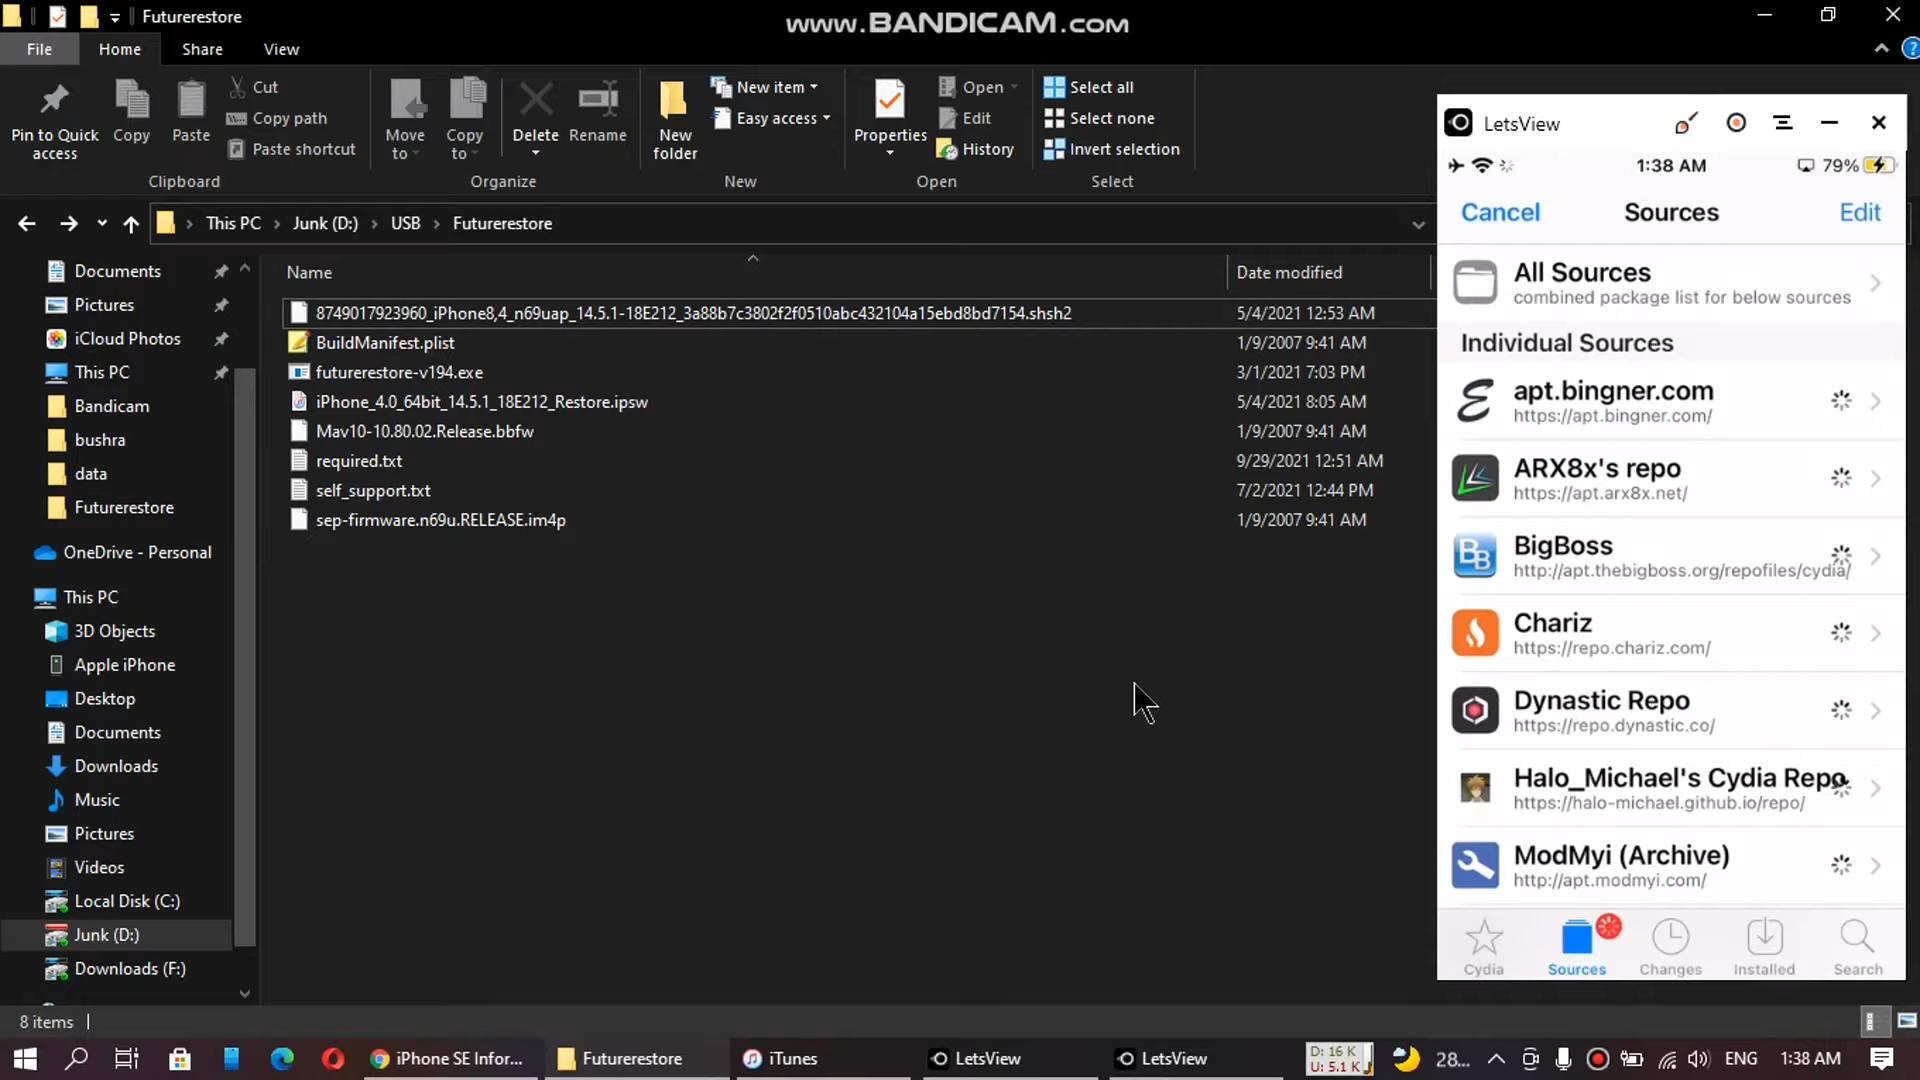 Futurerestore
www.BANDICAM.com
File
Home
Share
View
Pin to Quick access
Copy
Paste
Cut
Copy path
Paste shortcut
Clipboard
Move to
Copy to
Delete
Rename
Organize
New folder
New item
Easy access
New
Properties
Open
Edit
History
Open
Select all
Select none
Invert selection
Select
This PC
Junk (D:)
USB
Futurerestore
Documents
Pictures
iCloud Photos
This PC
Bandicam
bushra
data
Futurerestore
OneDrive - Personal
This PC
3D Objects
Apple iPhone
Desktop
Documents
Downloads
Music
Pictures
Videos
Local Disk (C:)
Junk (D:)
Downloads (F:)
Name
Date modified
8749017923960_iPhone8,4_n69uap_14.5.1-18E212_3a88b7c3802f2f0510abc432104a15ebd8bd7154.shsh2 5/4/2021 12:53 AM
BuildManifest.plist 1/9/2007 9:41 AM
futurerestore-v194.exe 3/1/2021 7:03 PM
iPhone_4.0_64bit_14.5.1_18E212_Restore.ipsw 5/4/2021 8:05 AM
Mav10-10.80.02.Release.bbfw 1/9/2007 9:41 AM
required.txt 9/29/2021 12:51 AM
self_support.txt 7/2/2021 12:44 PM
sep-firmware.n69u.RELEASE.im4p 1/9/2007 9:41 AM
LetsView
1:38 AM
79%
Cancel
Sources
Edit
All Sources
combined package list for below sources
Individual Sources
apt.bingner.com
https://apt.bingner.com/
ARX8x's repo
https://apt.arx8x.net/
BB
BigBoss
http://apt.thebigboss.org/repofiles/cydia/
Chariz
https://repo.chariz.com/
Dynastic Repo
https://repo.dynastic.co/
Halo_Michael's Cydia Repo
https://halo-michael.github.io/repo/
ModMyi (Archive)
http://apt.modmyi.com/
Cydia
Sources
Changes
Installed
Search
8 items
iPhone SE Infor...
Futurerestore
iTunes
LetsView
LetsView
D: 16 K
U: 5.1 K
28...
ENG
1:38 AM